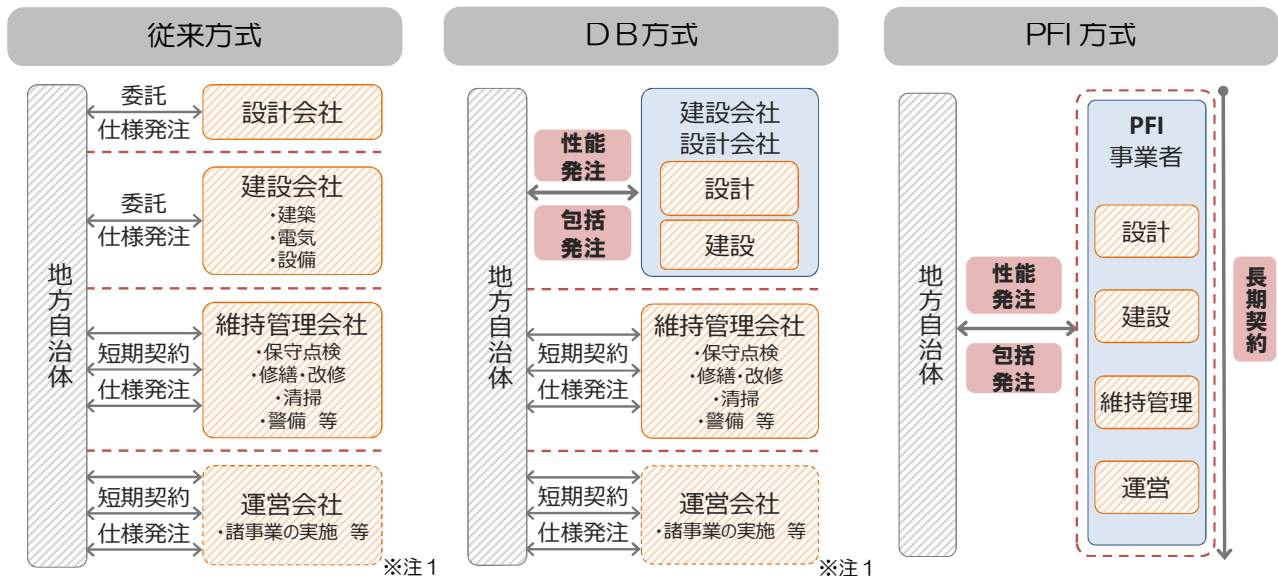 従来方式
地方自治体
委託
仕様発注
設計会社
委託
仕様発注
建設会社
・建築
・電気
・設備
短期契約
仕様発注
維持管理会社
・保守点検
・修繕・改修
・清掃
・警備 等
短期契約
仕様発注
運営会社
・諸事業の実施 等
※注1
DB方式
地方自治体
性能
発注
包括
発注
建設会社
設計会社
設計
建設
短期契約
仕様発注
維持管理会社
・保守点検
・修繕・改修
・清掃
・警備 等
短期契約
仕様発注
運営会社
・諸事業の実施 等
※注1
PFI方式
地方自治体
性能
発注
包括
発注
PFI
事業者
設計
建設
維持管理
運営
長期契約